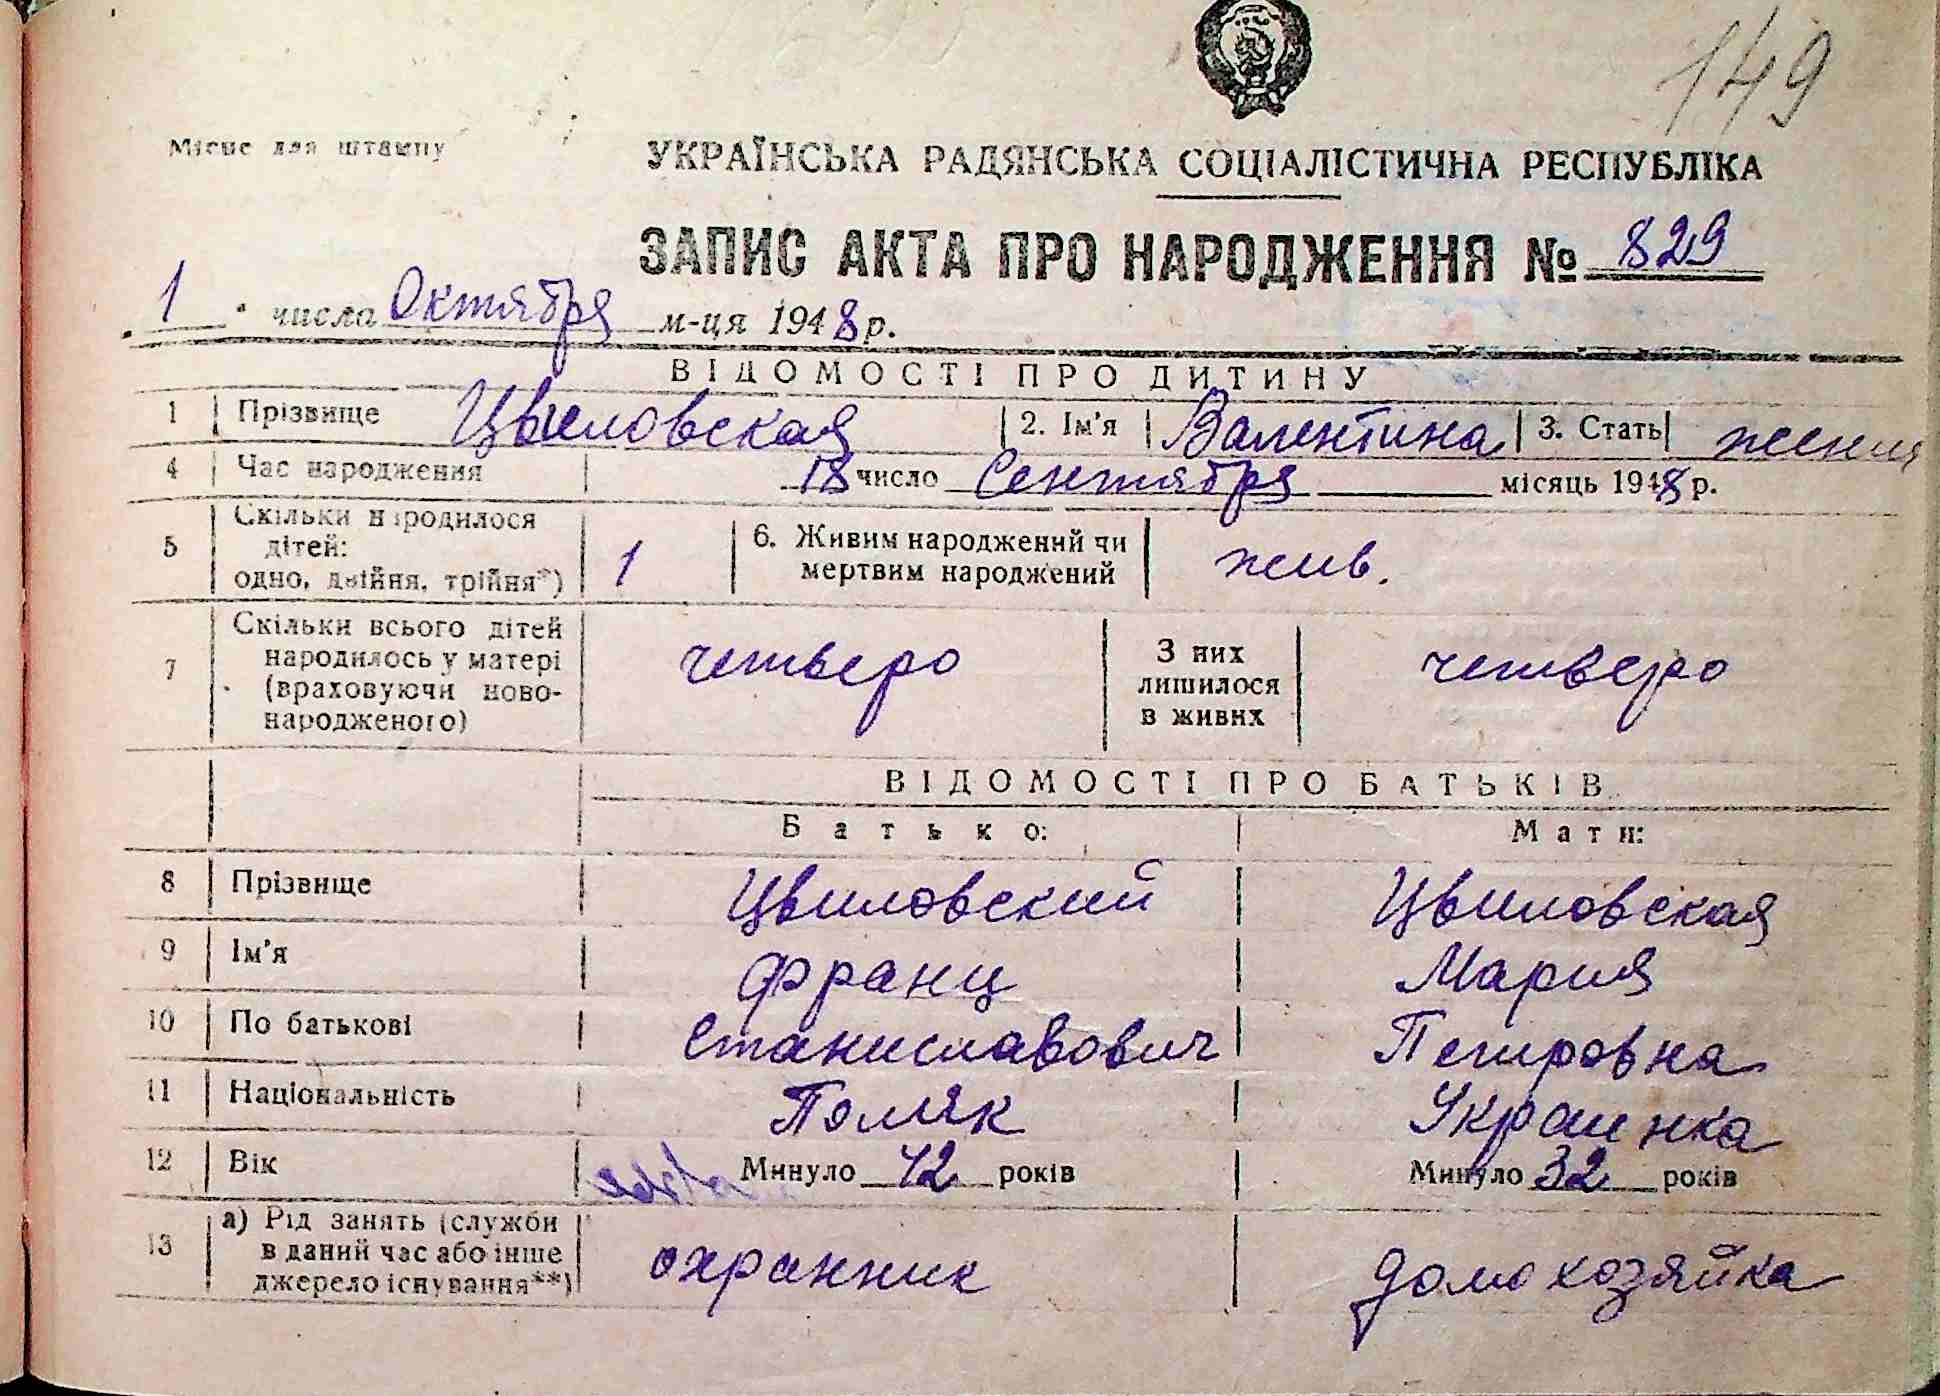 149
Місце для штампу
УКРАЇНСЬКА РАДЯНСЬКА СОЦІАЛІСТИЧНА РЕСПУБЛІКА
ЗАПИС АКТА ПРО НАРОДЖЕННЯ № 829
1 числа Октября м-ця 1948 р.
ВІДОМОСТІ ПРО ДИТИНУ
1 Прізвище Цвиловская 2. Ім'я Валентина 3. Стать
4 Час народження 18 число Сентября місяць 1948 р.
5 Скільки народилося
дітей:
одно, двійня, трійня*) 1
6. Живим народжений чи
мертвим народжений жив.
7 Скільки всього дітей
народилось у матері
(враховуючи ново-
народженого) четверо
З них
лишилося
в живих четверо
ВІДОМОСТІ ПРО БАТЬКІВ
Батько: Мати:
8 Прізвище Цвиловский Цвиловская
9 Ім'я Франц Мария
10 По батькові Станиславович Петровна
11 Національність Поляк Украинка
12 Вік Минуло 42 років Минуло 32 років
13 а) Рід занять (служби
в даний час або інше
джерело існування**) охранник домохозяйка